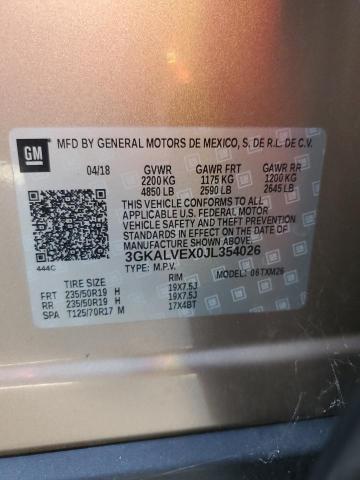 GM
MFD BY GENERAL MOTORS DE MEXICO, S. DE R.L. DE C.V.
04/18 GVWR GAWR FRT GAWR RR
2200 KG 1175 KG 1200 KG
4850 LB 2590 LB 2645 LB
THIS VEHICLE CONFORMS TO ALL
APPLICABLE U.S. FEDERAL MOTOR
VEHICLE SAFETY AND THEFT PREVENTION
STANDARDS IN EFFECT ON THE DATE OF
MANUFACTURE SHOWN ABOVE.
3GKALVEX0JL354026
444C TYPE: M.P.V. MODEL: 06TXM26
TIRE SIZE RIM
FRT 235/50R19 H 19X7.5J
RR 235/50R19 H 19X7.5J
SPA T125/70R17 M 17X4BT